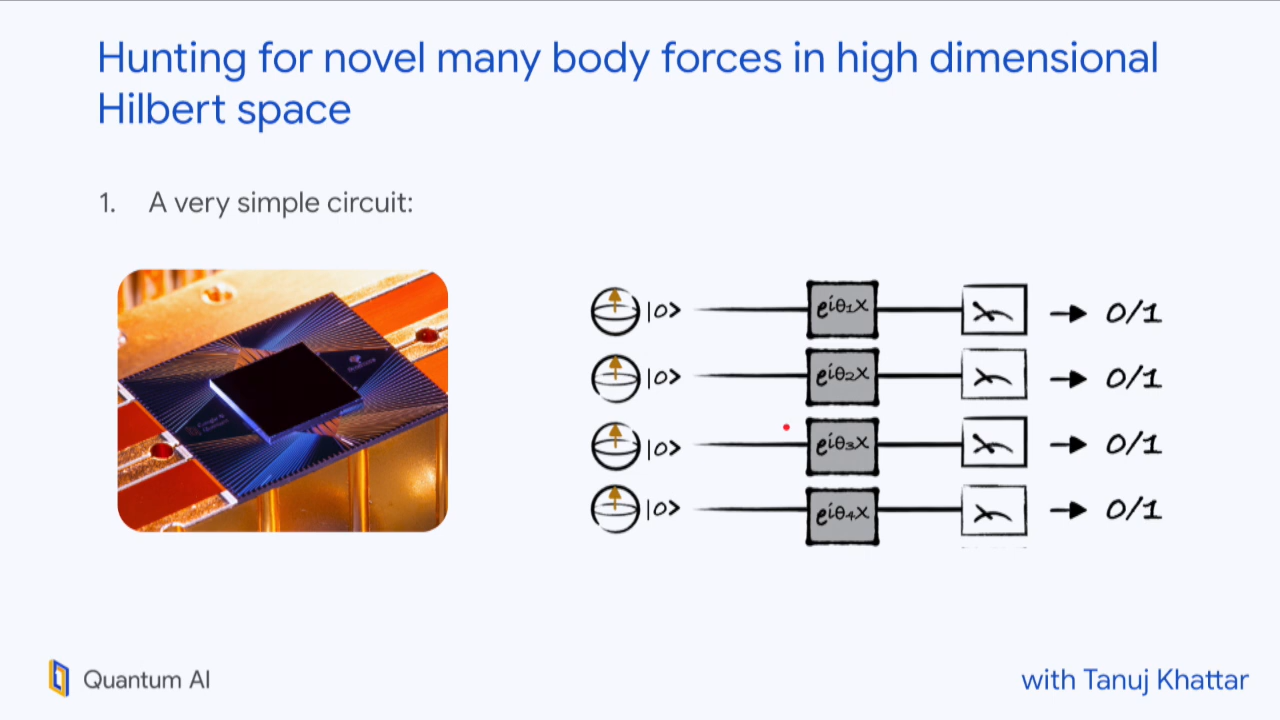 Hunting for novel many body forces in high dimensional
Hilbert space
1. A very simple circuit:
|0> e^{iθ₁X} → 0/1
|0> e^{iθ₂X} → 0/1
|0> e^{iθ₃X} → 0/1
|0> e^{iθ₄X} → 0/1
Quantum AI
with Tanuj Khattar